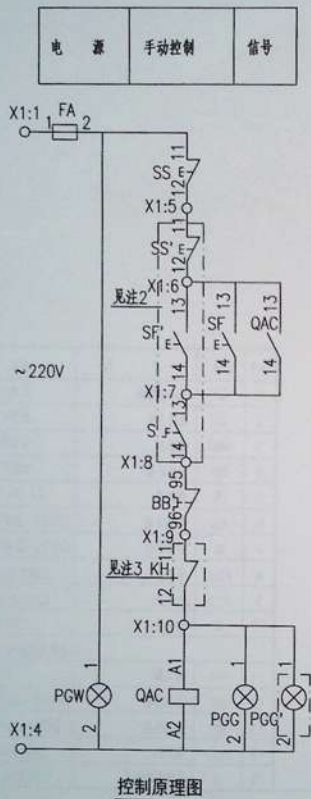 电 源 手动控制 信号
X1:1 1 FA 2
11
SS E
12
X1:5
11
SS' E
12
X1:6
见注2
13 13 13
SF' E SF E QAC
14 14 14
~220V
X1:7
13
S F
14
X1:8
95
BB'
96
X1:9
11
见注3 KH
12
X1:10
1 A1 1 1
PGW QAC PGG PGG'
2 A2 2 2
X1:4
控制原理图